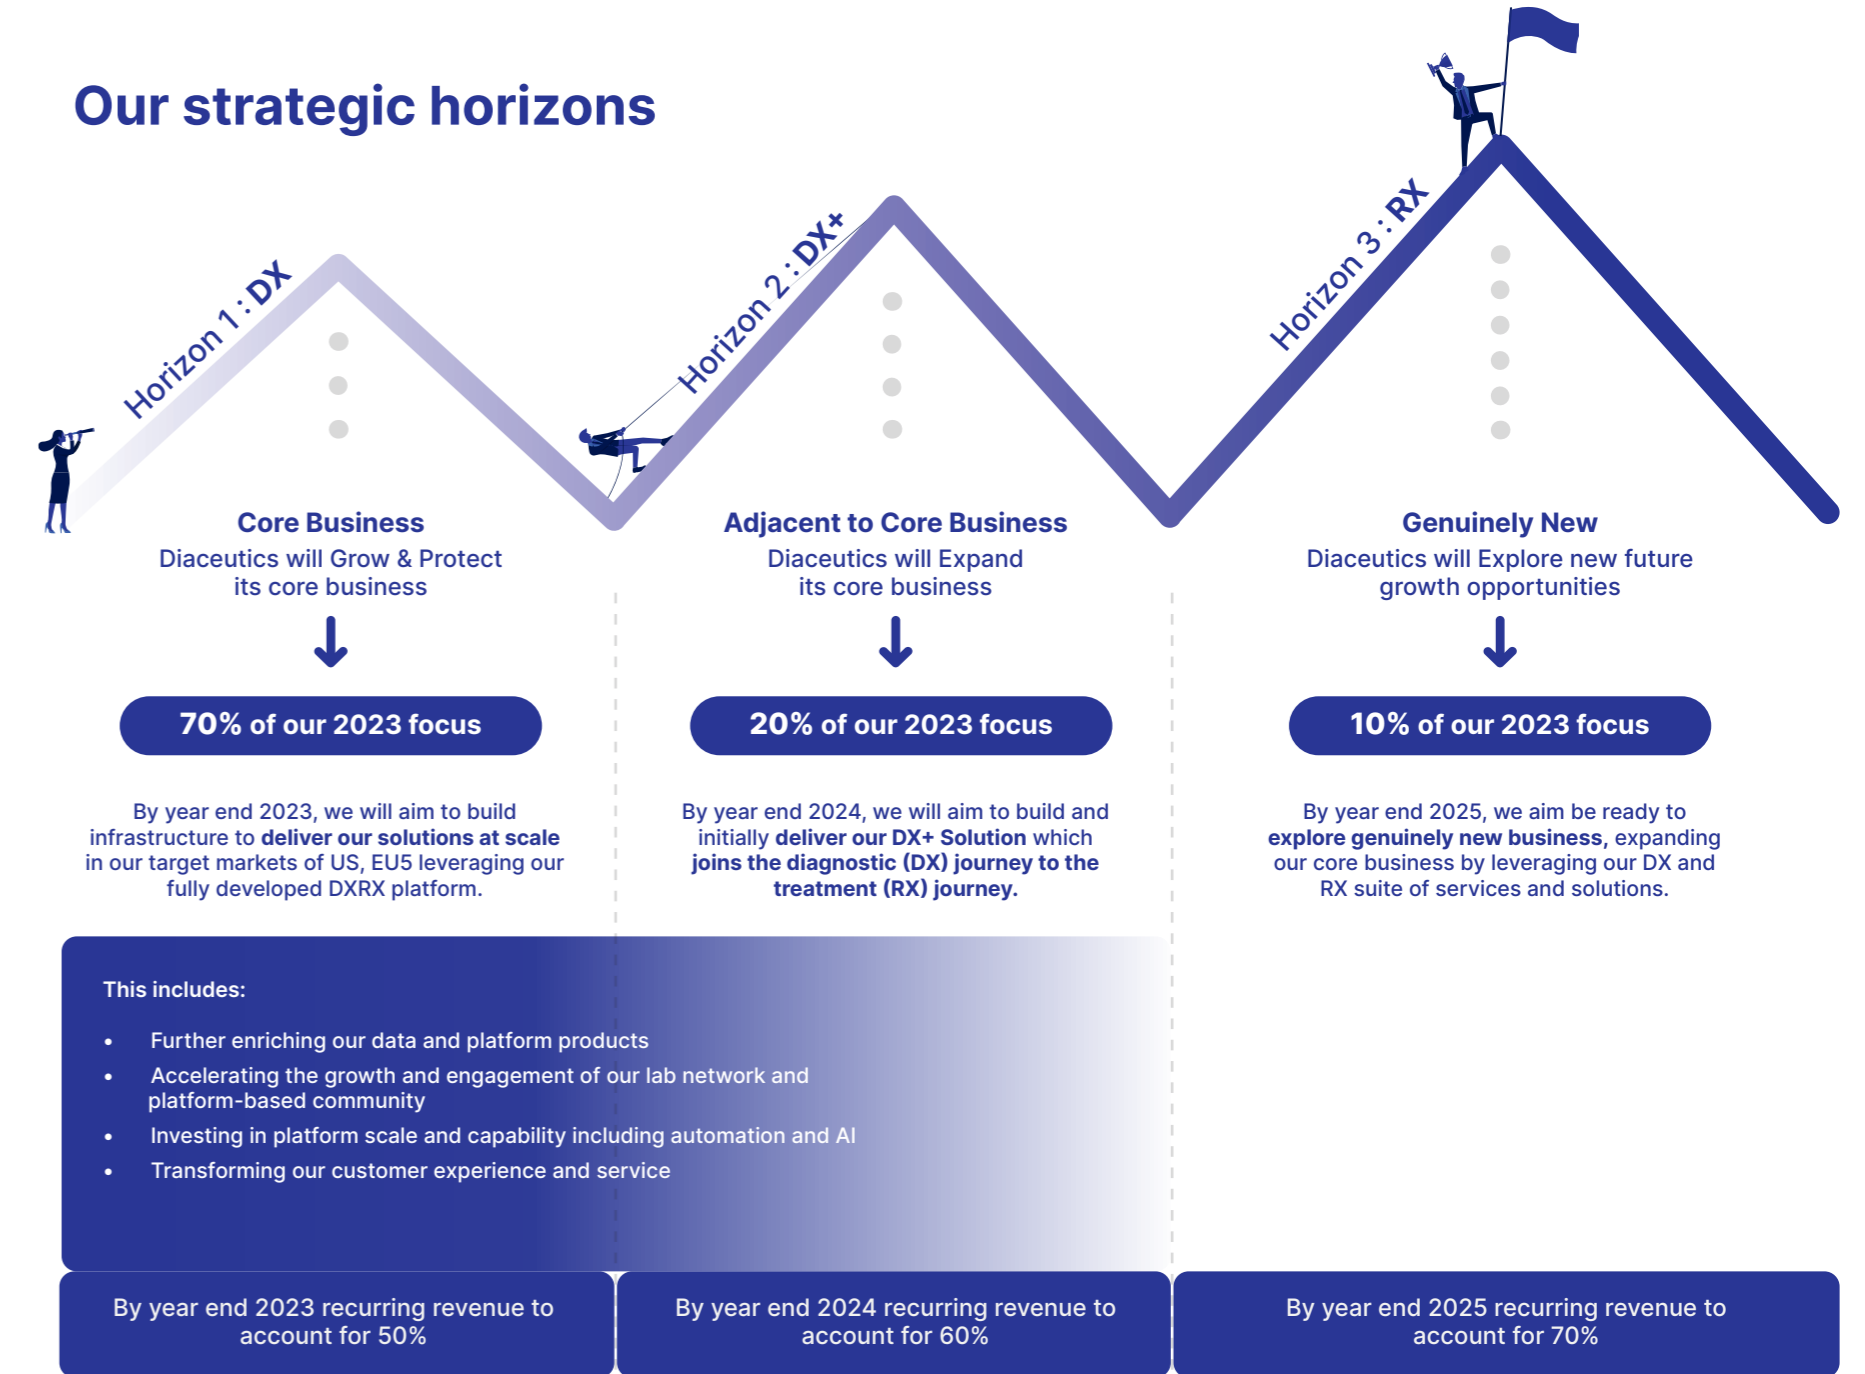 Our strategic horizons
Horizon 1 : DX
Horizon 2 : DX+
Horizon 3 : RX
Core Business
Diaceutics will Grow & Protect
its core business
70% of our 2023 focus
By year end 2023, we will aim to build
infrastructure to deliver our solutions at scale
in our target markets of US, EU5 leveraging our
fully developed DXRX platform.
Adjacent to Core Business
Diaceutics will Expand
its core business
20% of our 2023 focus
By year end 2024, we will aim to build and
initially deliver our DX+ Solution which
joins the diagnostic (DX) journey to the
treatment (RX) journey.
Genuinely New
Diaceutics will Explore new future
growth opportunities
10% of our 2023 focus
By year end 2025, we aim be ready to
explore genuinely new business, expanding
our core business by leveraging our DX and
RX suite of services and solutions.
This includes:
• Further enriching our data and platform products
• Accelerating the growth and engagement of our lab network and
platform-based community
• Investing in platform scale and capability including automation and AI
• Transforming our customer experience and service
By year end 2023 recurring revenue to
account for 50%
By year end 2024 recurring revenue to
account for 60%
By year end 2025 recurring revenue to
account for 70%